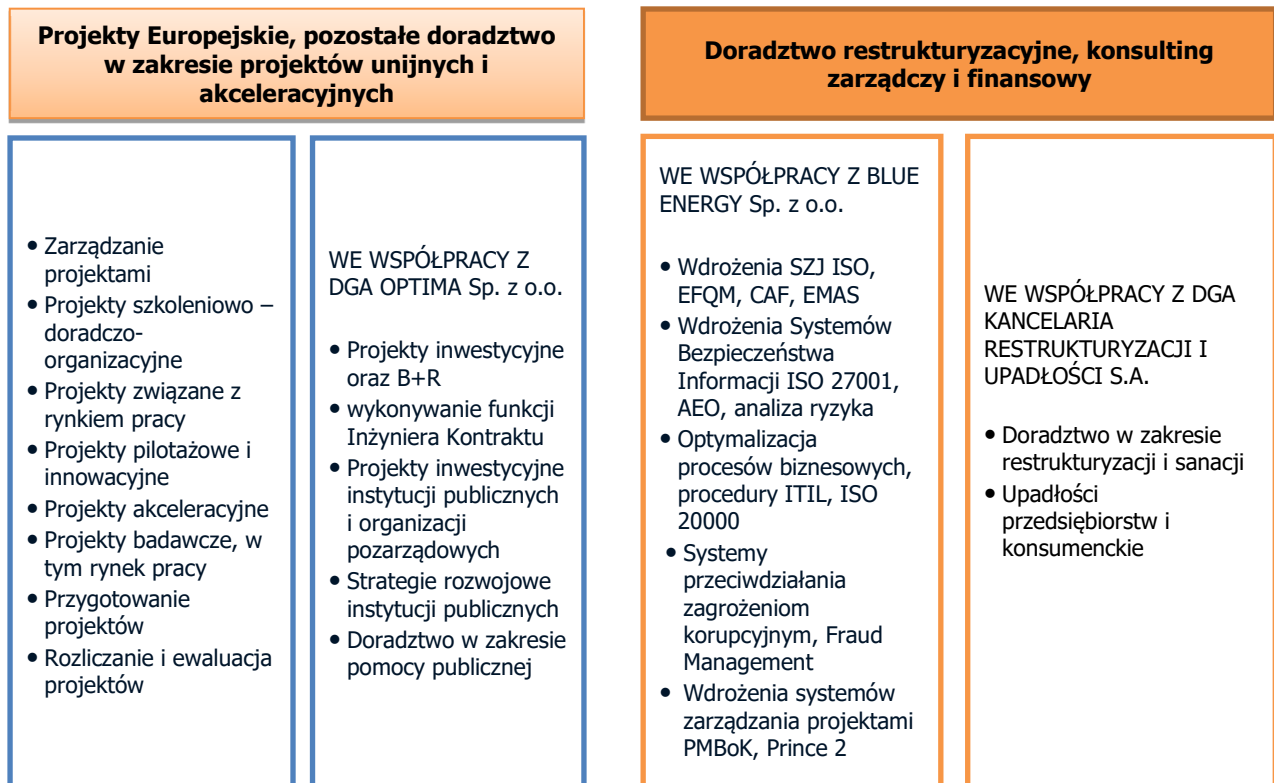 Projekty Europejskie, pozostałe doradztwo
w zakresie projektów unijnych i
akceleracyjnych
Doradztwo restrukturyzacyjne, konsulting
zarządczy i finansowy
• Zarządzanie
projektami
• Projekty szkoleniowo –
doradczo-
organizacyjne
• Projekty związane z
rynkiem pracy
• Projekty pilotażowe i
innowacyjne
• Projekty akceleracyjne
• Projekty badawcze, w
tym rynek pracy
• Przygotowanie
projektów
• Rozliczanie i ewaluacja
projektów
WE WSPÓŁPRACY Z
DGA OPTIMA Sp. z o.o.
• Projekty inwestycyjne
oraz B+R
• wykonywanie funkcji
Inżyniera Kontraktu
• Projekty inwestycyjne
instytucji publicznych
i organizacji
pozarządowych
• Strategie rozwojowe
instytucji publicznych
• Doradztwo w zakresie
pomocy publicznej
WE WSPÓŁPRACY Z BLUE
ENERGY Sp. z o.o.
• Wdrożenia SZJ ISO,
EFQM, CAF, EMAS
• Wdrożenia Systemów
Bezpieczeństwa
Informacji ISO 27001,
AEO, analiza ryzyka
• Optymalizacja
procesów biznesowych,
procedury ITIL, ISO
20000
• Systemy
przeciwdziałania
zagrożeniom
korupcyjnym, Fraud
Management
• Wdrożenia systemów
zarządzania projektami
PMBoK, Prince 2
WE WSPÓŁPRACY Z DGA
KANCELARIA
RESTRUKTURYZACJI I
UPADŁOŚCI S.A.
• Doradztwo w zakresie
restrukturyzacji i sanacji
• Upadłości
przedsiębiorstw i
konsumenckie